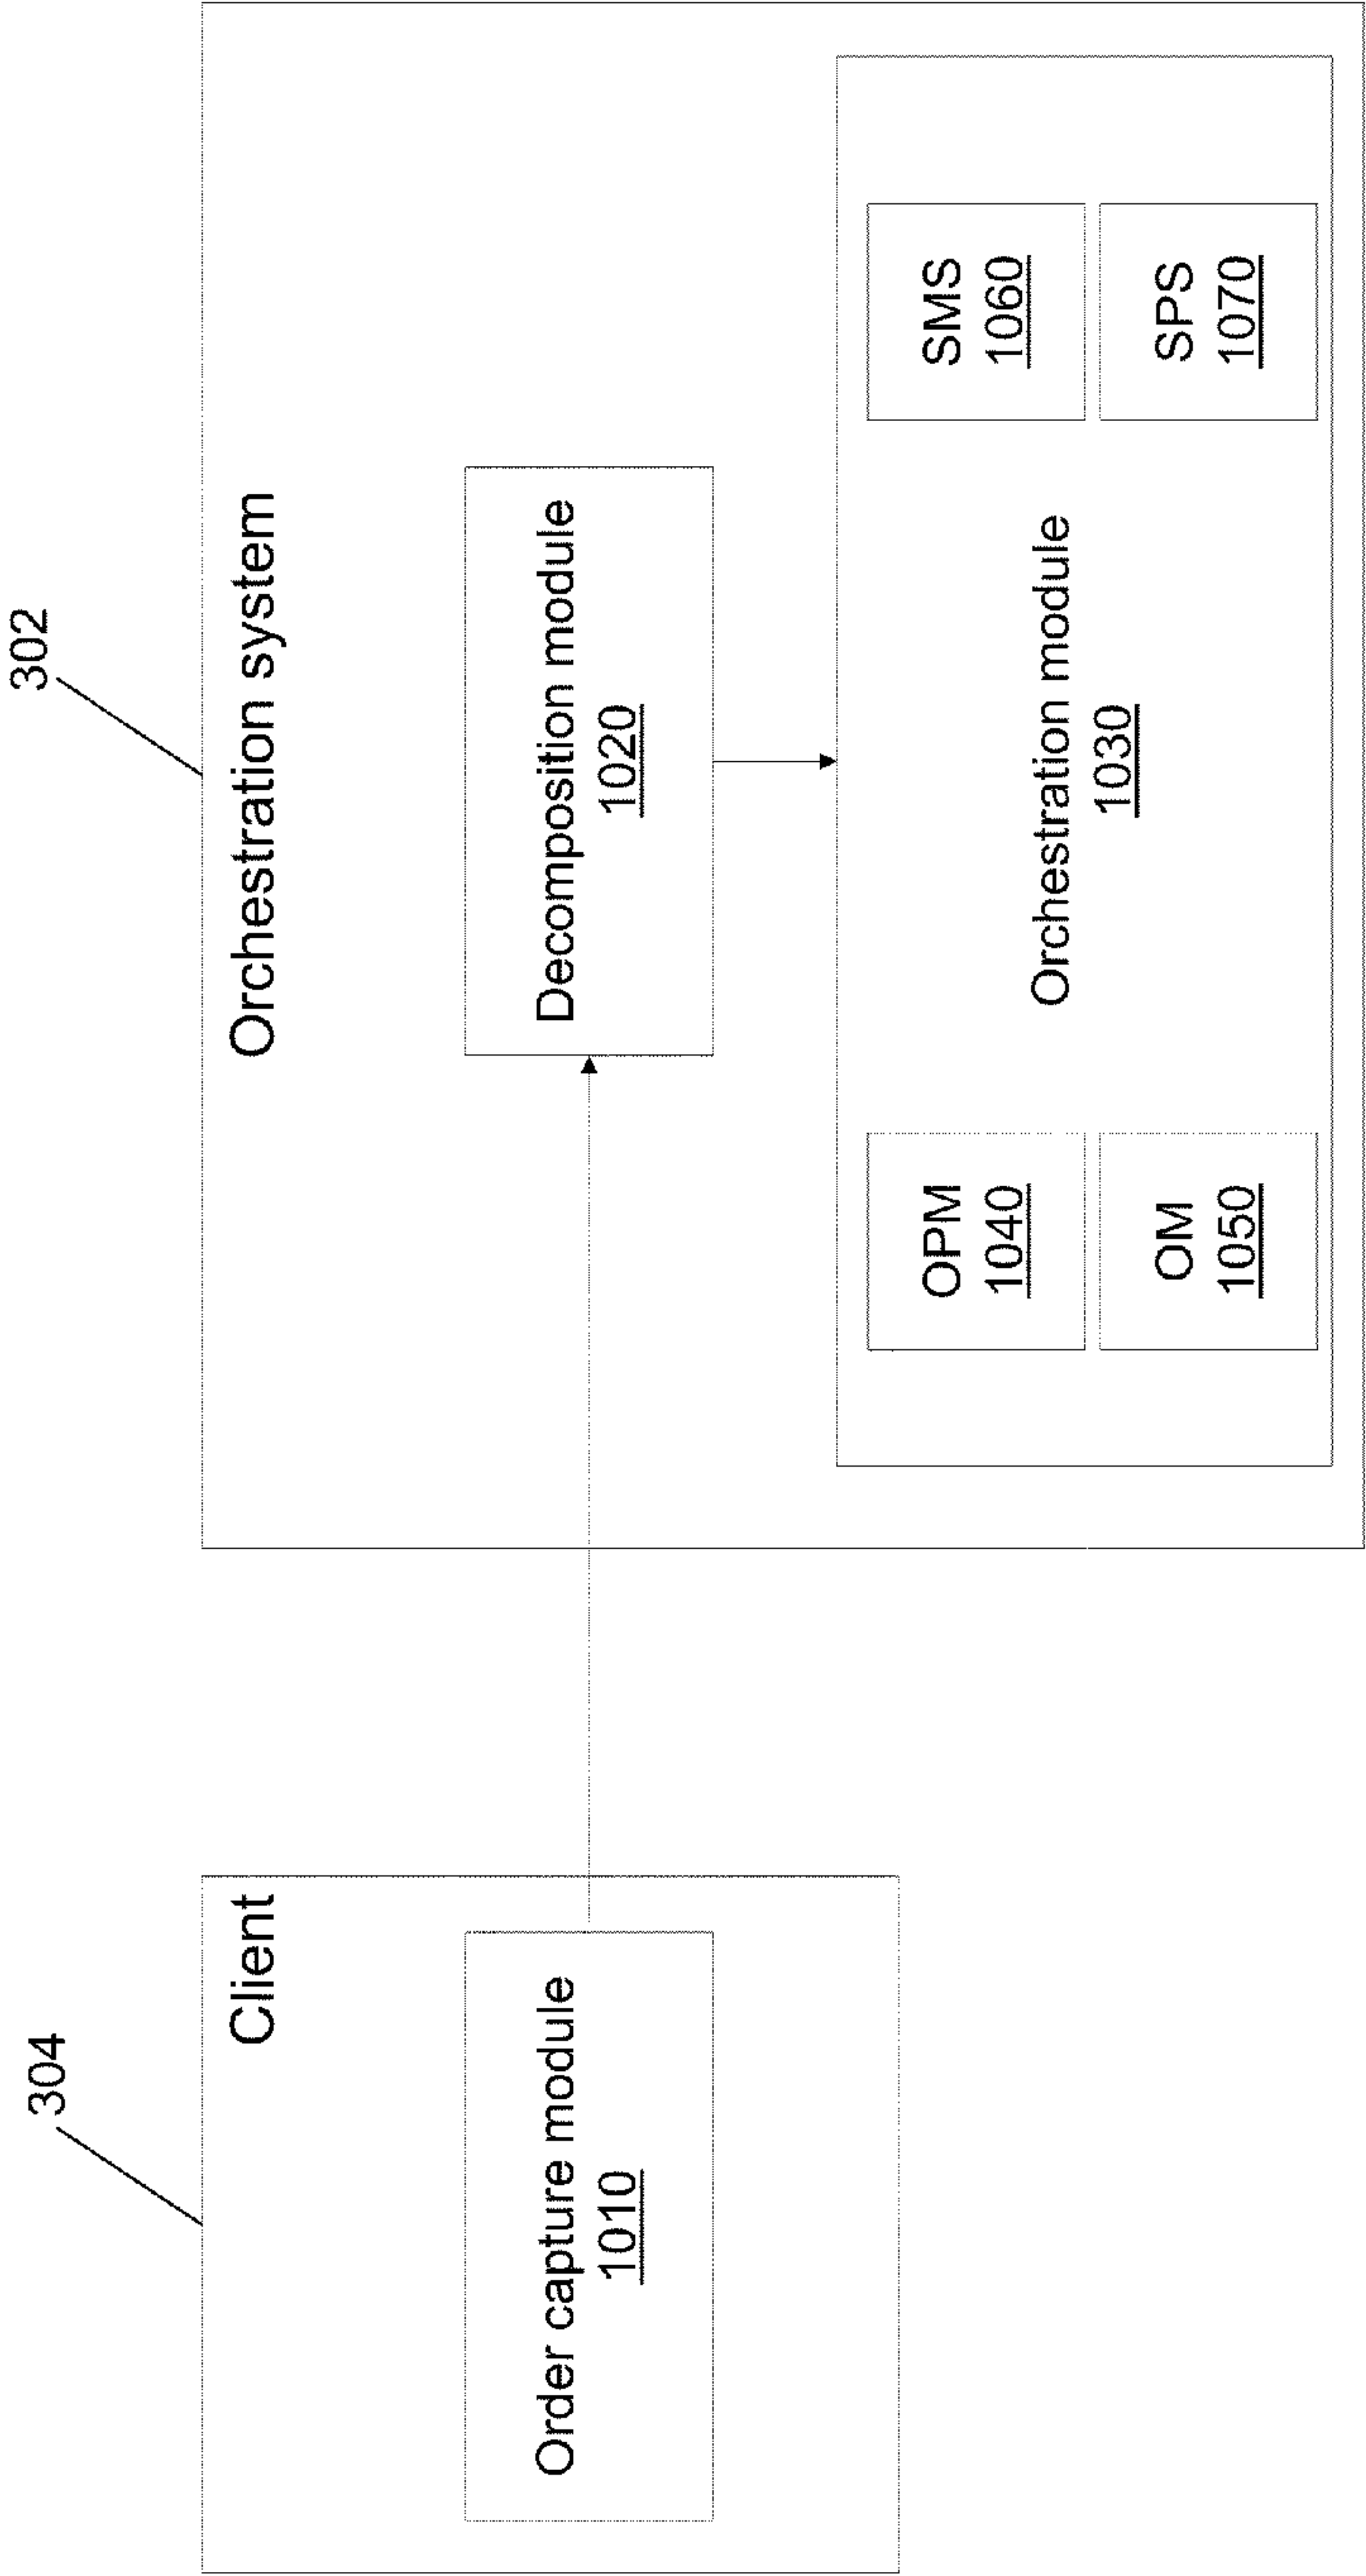 304
302
Client
Order capture module
1010
Orchestration system
Decomposition module
1020
OPM
1040
OM
1050
Orchestration module
1030
SMS
1060
SPS
1070